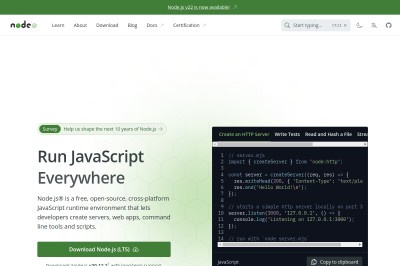 Node.js v22 is now available!
node
Learn About Download Blog Docs Certification
Start typing...
Survey Help us shape the next 10 years of Node.js
Run JavaScript
Everywhere
Node.js® is a free, open-source, cross-platform
JavaScript runtime environment that lets
developers create servers, web apps, command
line tools and scripts.
Download Node.js (LTS)
Create an HTTP Server Write Tests Read and Hash a File
1 // server.mjs
2 import { createServer } from 'node:http';
3
4 const server = createServer((req, res) => {
5 res.writeHead(200, { 'Content-Type': 'text/pla
6 res.end('Hello World!\n');
7 });
8
9 // starts a simple http server locally on port 3
10 server.listen(3000, '127.0.0.1', () => {
11 console.log('Listening on 127.0.0.1:3000');
12 });
13
14 // run with `node server.mjs`
JavaScript
Copy to clipboard